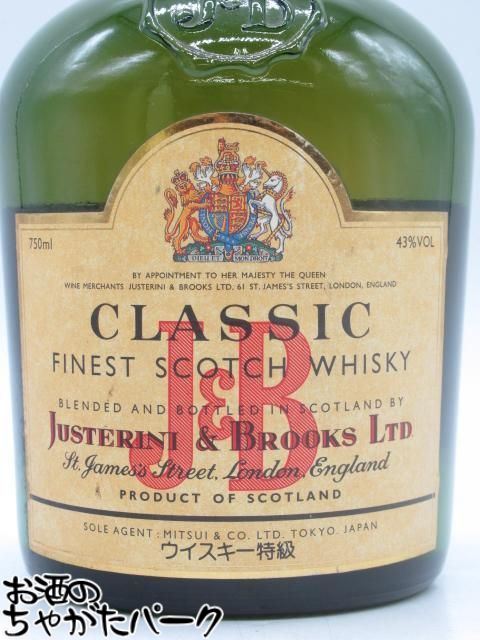 J&B
750ml
43%VOL
DIEU ET MON DROIT
BY APPOINTMENT TO HER MAJESTY THE QUEEN
WINE MERCHANTS JUSTERINI & BROOKS LTD. 61 ST. JAMES'S STREET, LONDON, ENGLAND
CLASSIC
J&B
FINEST SCOTCH WHISKY
BLENDED AND BOTTLED IN SCOTLAND BY
JUSTERINI & BROOKS LTD
St. James's Street, London, England
PRODUCT OF SCOTLAND
SOLE AGENT : MITSUI & CO. LTD. TOKYO. JAPAN
ウイスキー特級
お酒の
ちゃがたパーク